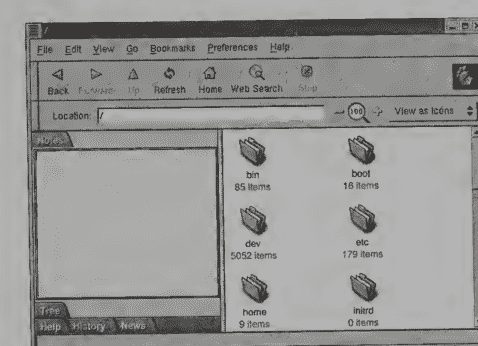 /
File Edit View Go Bookmarks Preferences Help
Back Forward Up Refresh Home Web Search Stop
Location: / 100 View as Icons
Notes
bin
85 items
boot
16 items
dev
5052 items
etc
179 items
home
9 items
initrd
0 items
Tree
Help History News